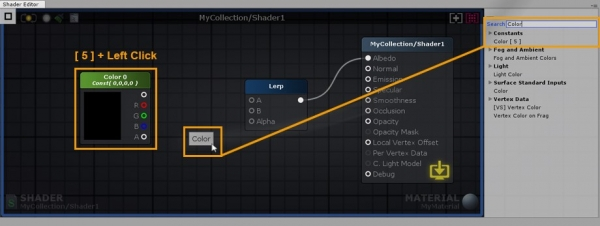 Shader Editor
MyCollection/Shader1
Search Color
Constants
Color [ 5 ]
Fog and Ambient
Fog and Ambient Colors
Light
Light Color
Surface Standard Inputs
Color
Vertex Data
[VS] Vertex Color
Vertex Color on Frag
[ 5 ] + Left Click
Color 0
Const( 0,0,0,0 )
R
G
B
A
Lerp
A
B
Alpha
Color
MyCollection/Shader1
Albedo
Normal
Emission
Specular
Smoothness
Occlusion
Opacity
Opacity Mask
Local Vertex Offset
Per Vertex Data
C. Light Model
Debug
S SHADER
MyCollection/Shader1
MATERIAL
MyMaterial